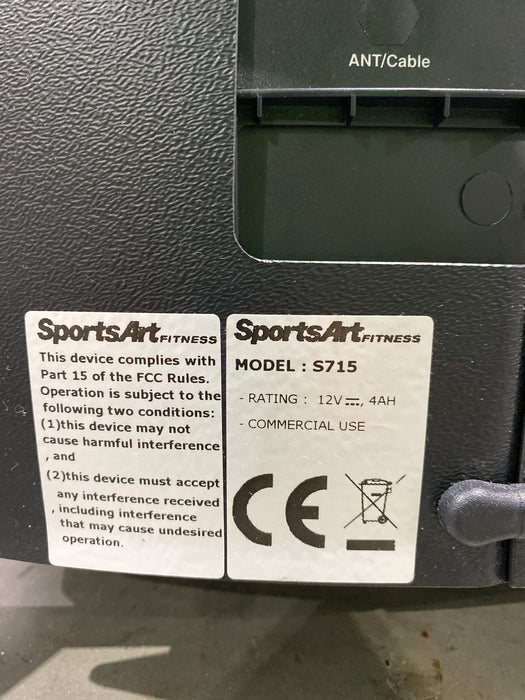 ANT/Cable
SportsArt FITNESS
This device complies with
Part 15 of the FCC Rules.
Operation is subject to the
following two conditions:
(1)this device may not
cause harmful interference
, and
(2)this device must accept
any interference received
, including interference
that may cause undesired
operation.
SportsArt FITNESS
MODEL : S715
- RATING : 12V⎓, 4AH
- COMMERCIAL USE
CE